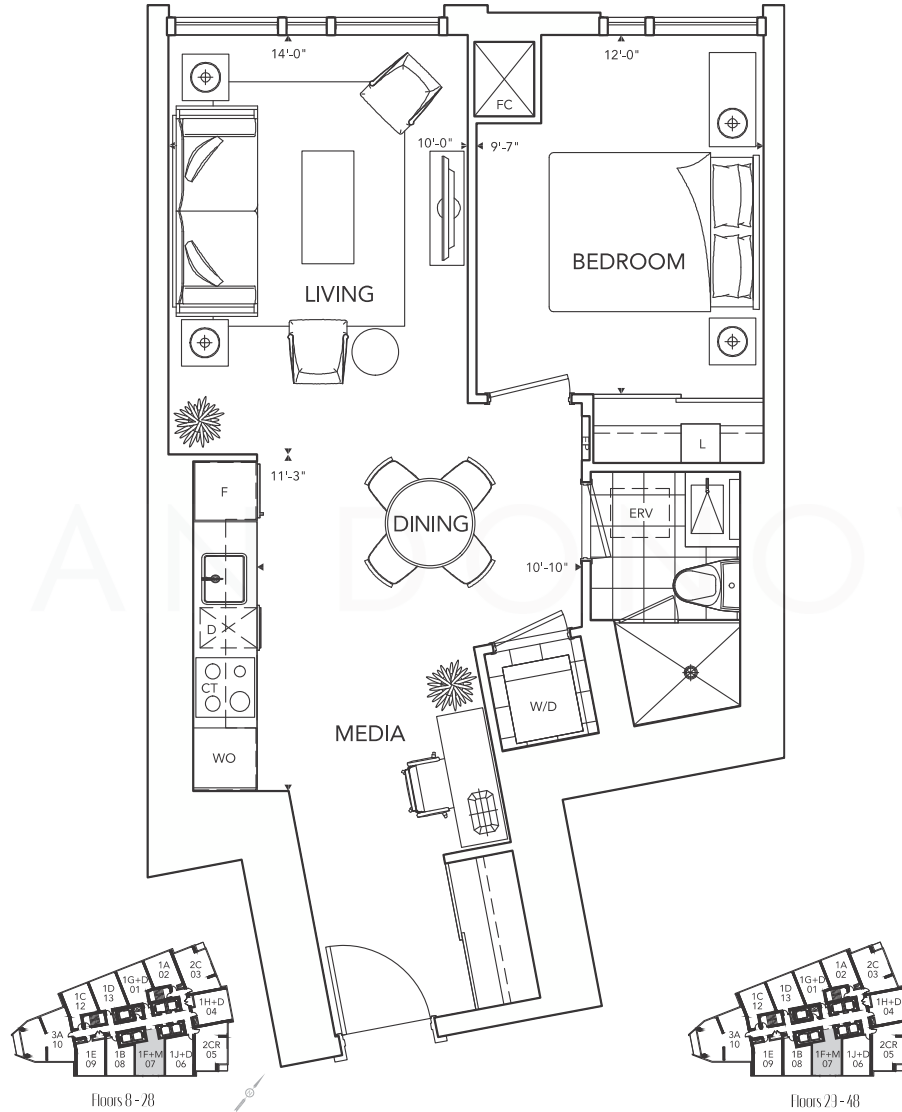 14'-0"
12'-0"
FC
10'-0"
9'-7"
BEDROOM
LIVING
L
EP
11'-3"
F
DINING
ERV
10'-10"
D
CT
W/D
MEDIA
WO
1A
02
2C
03
1G+D
01
1D
13
1C
12
1H+D
04
3A
10
1E
09
1B
08
1F+M
07
1J+D
06
2CR
05
Floors 8 - 28
1A
02
2C
03
1G+D
01
1D
13
1C
12
1H+D
04
3A
10
1E
09
1B
08
1F+M
07
1J+D
06
2CR
05
Floors 29 - 48